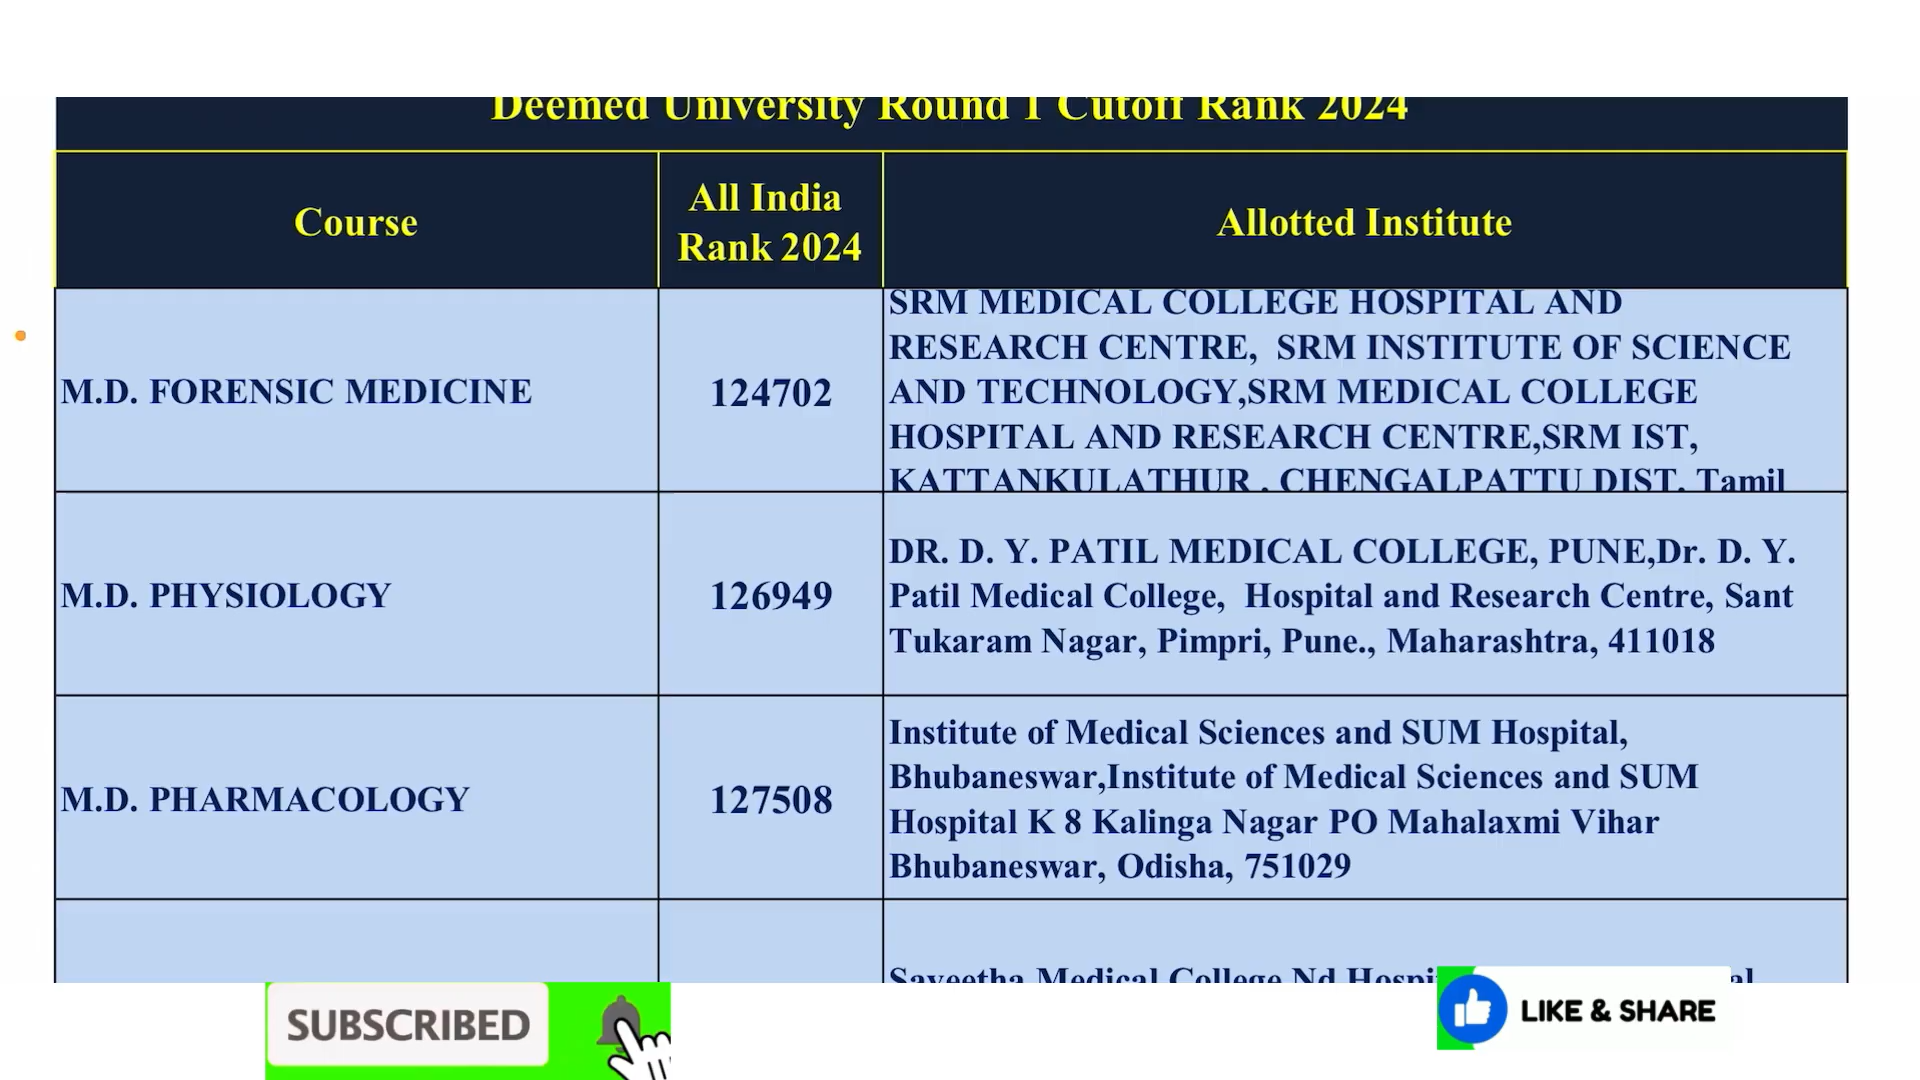 Deemed University Round 1 Cutoff Rank 2024
Course
All India
Rank 2024
Allotted Institute
M.D. FORENSIC MEDICINE
124702
SRM MEDICAL COLLEGE HOSPITAL AND
RESEARCH CENTRE, SRM INSTITUTE OF SCIENCE
AND TECHNOLOGY,SRM MEDICAL COLLEGE
HOSPITAL AND RESEARCH CENTRE,SRM IST,
KATTANKULATHUR , CHENGALPATTU DIST. Tamil
M.D. PHYSIOLOGY
126949
DR. D. Y. PATIL MEDICAL COLLEGE, PUNE,Dr. D. Y.
Patil Medical College, Hospital and Research Centre, Sant
Tukaram Nagar, Pimpri, Pune., Maharashtra, 411018
M.D. PHARMACOLOGY
127508
Institute of Medical Sciences and SUM Hospital,
Bhubaneswar,Institute of Medical Sciences and SUM
Hospital K 8 Kalinga Nagar PO Mahalaxmi Vihar
Bhubaneswar, Odisha, 751029
Saveetha Medical College Nd
SUBSCRIBED
LIKE & SHARE